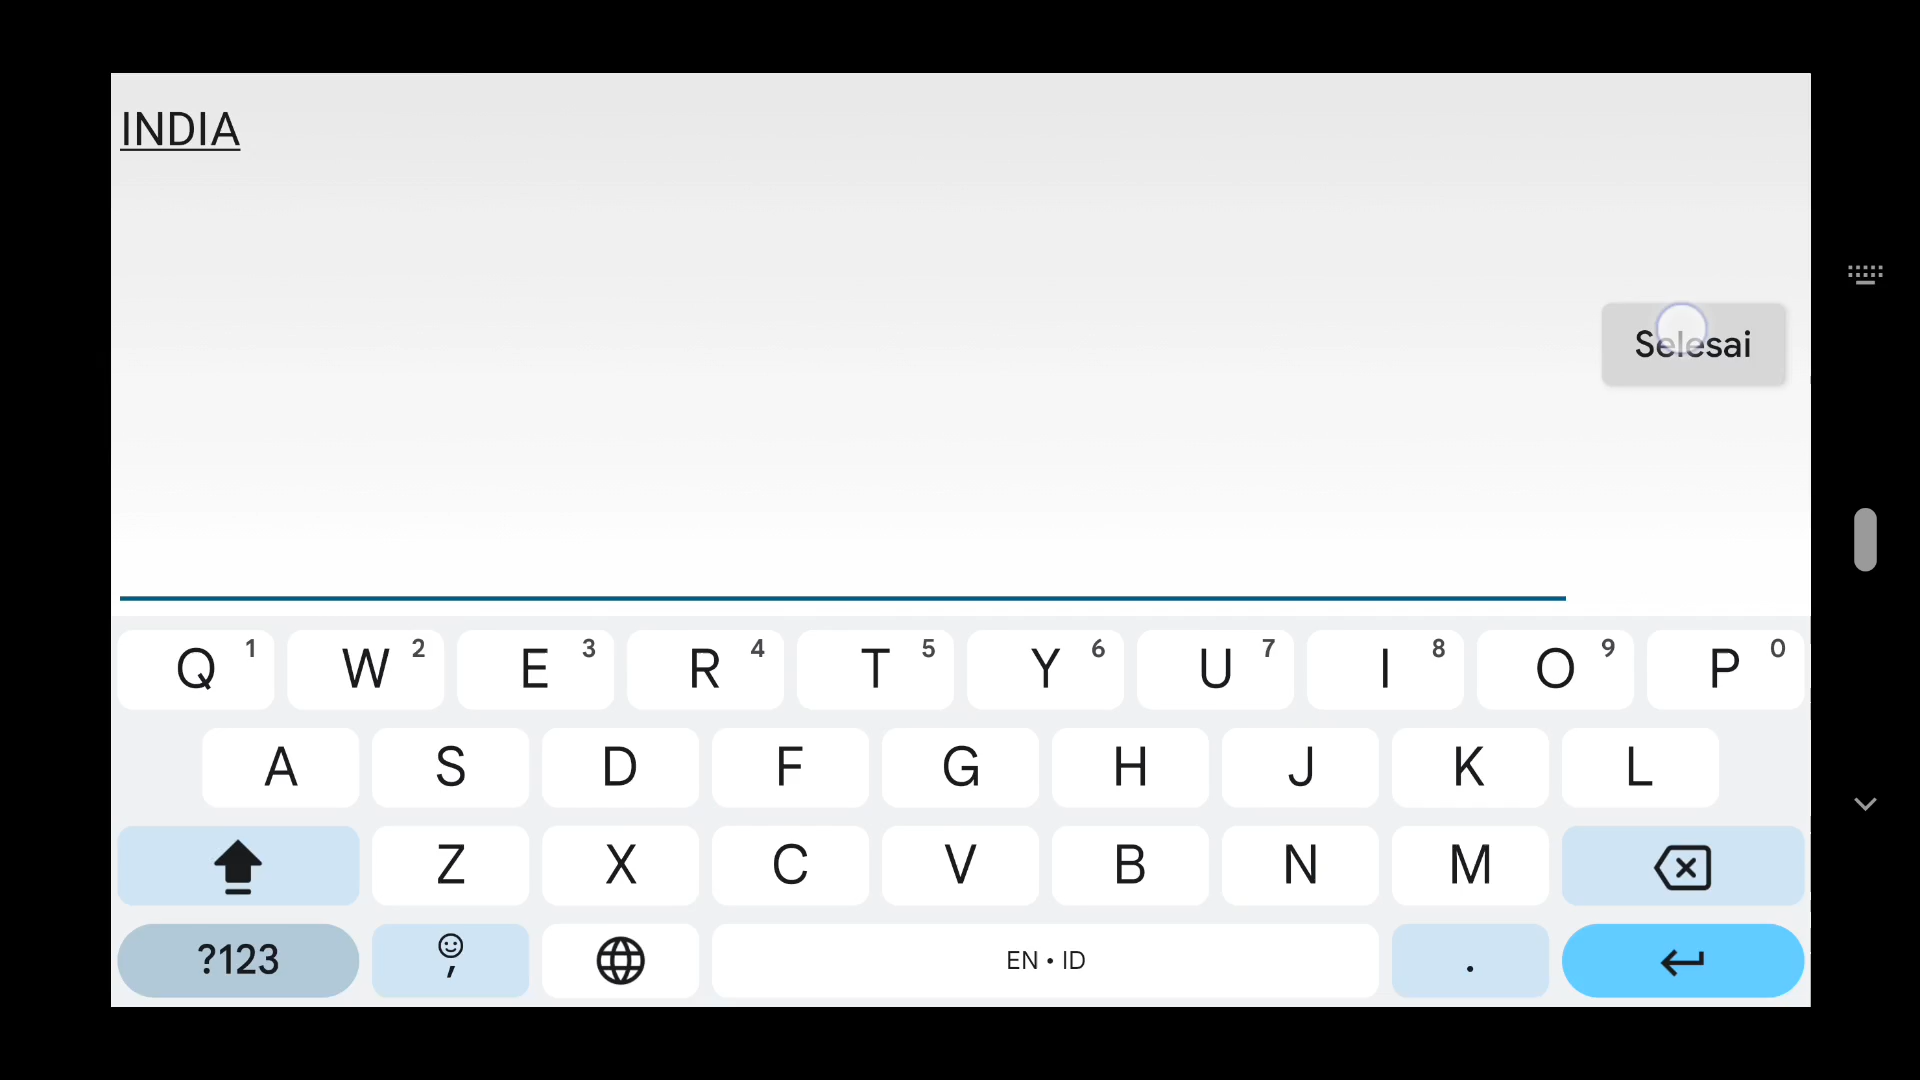 INDIA
Selesai
Q 1 W 2 E 3 R 4 T 5 Y 6 U 7 I 8 O 9 P 0
A S D F G H J K L
Z X C V B N M
?123 , EN • ID .